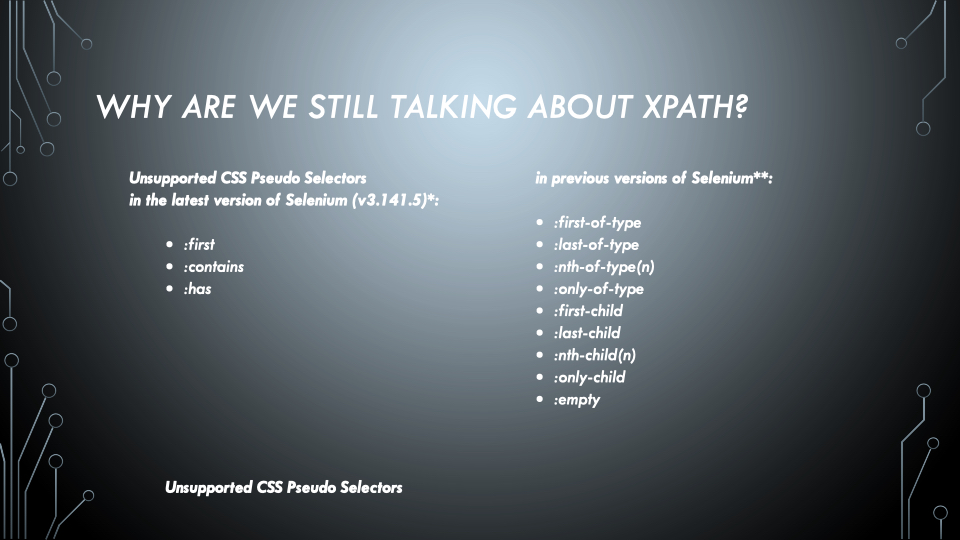 WHY ARE WE STILL TALKING ABOUT XPATH?
Unsupported CSS Pseudo Selectors
in the latest version of Selenium (v3.141.5)*:
• :first
• :contains
• :has
in previous versions of Selenium**:
• :first-of-type
• :last-of-type
• :nth-of-type(n)
• :only-of-type
• :first-child
• :last-child
• :nth-child(n)
• :only-child
• :empty
Unsupported CSS Pseudo Selectors